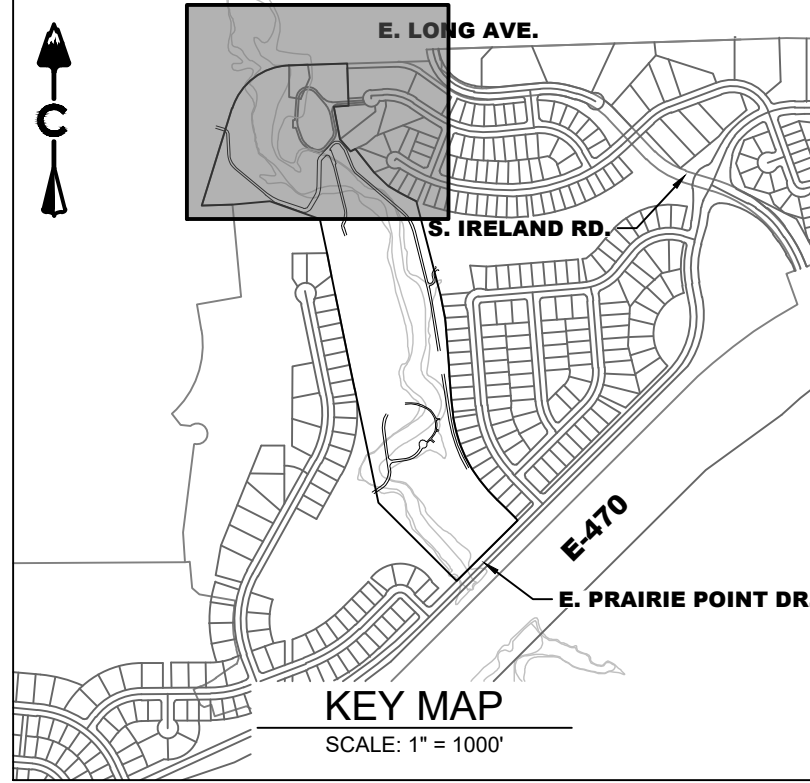 E. LONG AVE.
C
S. IRELAND RD.
E-470
E. PRAIRIE POINT DR
KEY MAP
SCALE: 1" = 1000'